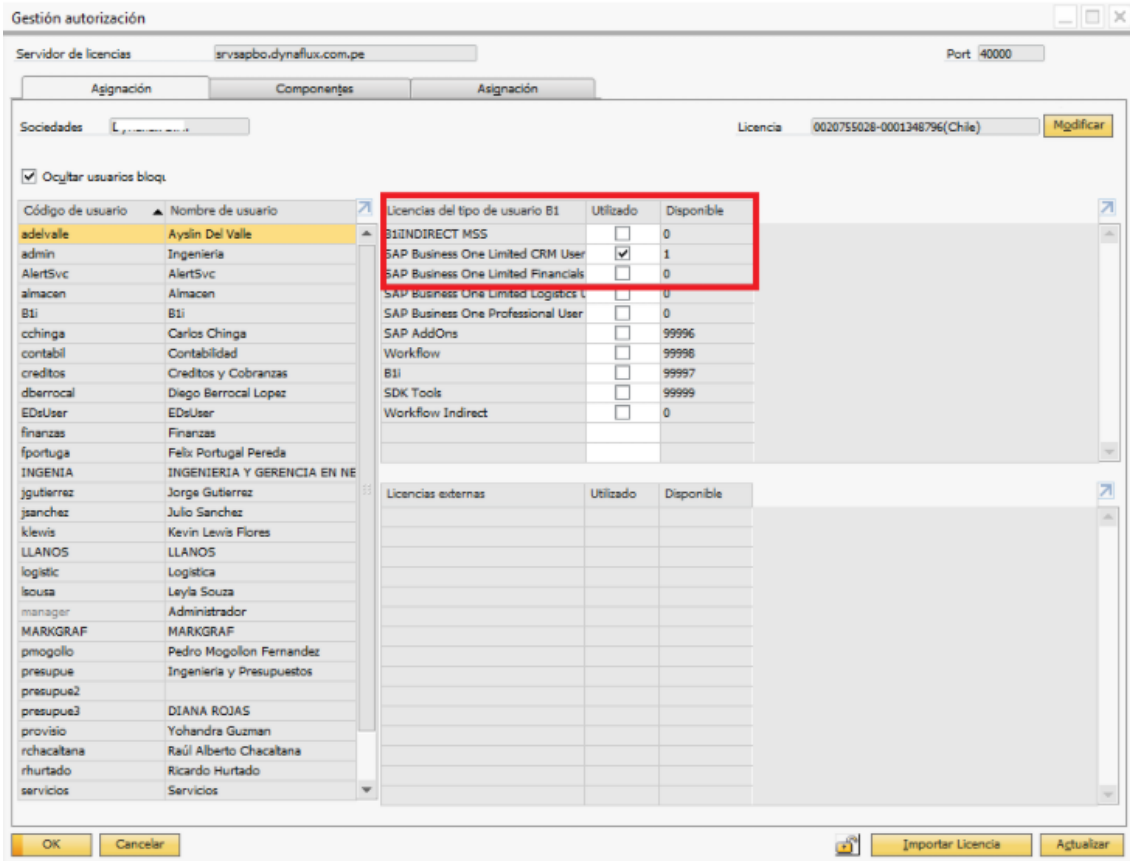 Gestión autorización
Servidor de licencias srvsapbo.dynaflux.com.pe Port 40000
Asignación Componentes Asignación
Sociedades Licencia 0020755028-0001348796(Chile) Modificar
Ocultar usuarios bloqu
Código de usuario Nombre de usuario Licencias del tipo de usuario B1 Utilizado Disponible
adelvalle Ayslin Del Valle B1iINDIRECT MSS 0
admin Ingenieria SAP Business One Limited CRM User 1
AlertSvc AlertSvc SAP Business One Limited Financials 0
almacen Almacen SAP Business One Limited Logistics U 0
B1i B1i SAP Business One Professional User 0
cchinga Carlos Chinga SAP AddOns 99996
contabil Contabilidad Workflow 99998
creditos Creditos y Cobranzas B1i 99997
dberrocal Diego Berrocal Lopez SDK Tools 99999
EDsUser EDsUser Workflow Indirect 0
finanzas Finanzas
fportuga Felix Portugal Pereda
INGENIA INGENIERIA Y GERENCIA EN NE
jgutierrez Jorge Gutierrez Licencias externas Utilizado Disponible
jsanchez Julio Sanchez
klewis Kevin Lewis Flores
LLANOS LLANOS
logistic Logistica
lsousa Leyla Souza
manager Administrador
MARKGRAF MARKGRAF
pmogollo Pedro Mogollon Fernandez
presupue Ingenieria y Presupuestos
presupue2
presupue3 DIANA ROJAS
provisio Yohandra Guzman
rchacaltana Raúl Alberto Chacaltana
rhurtado Ricardo Hurtado
servicios Servicios
OK Cancelar Importar Licencia Actualizar